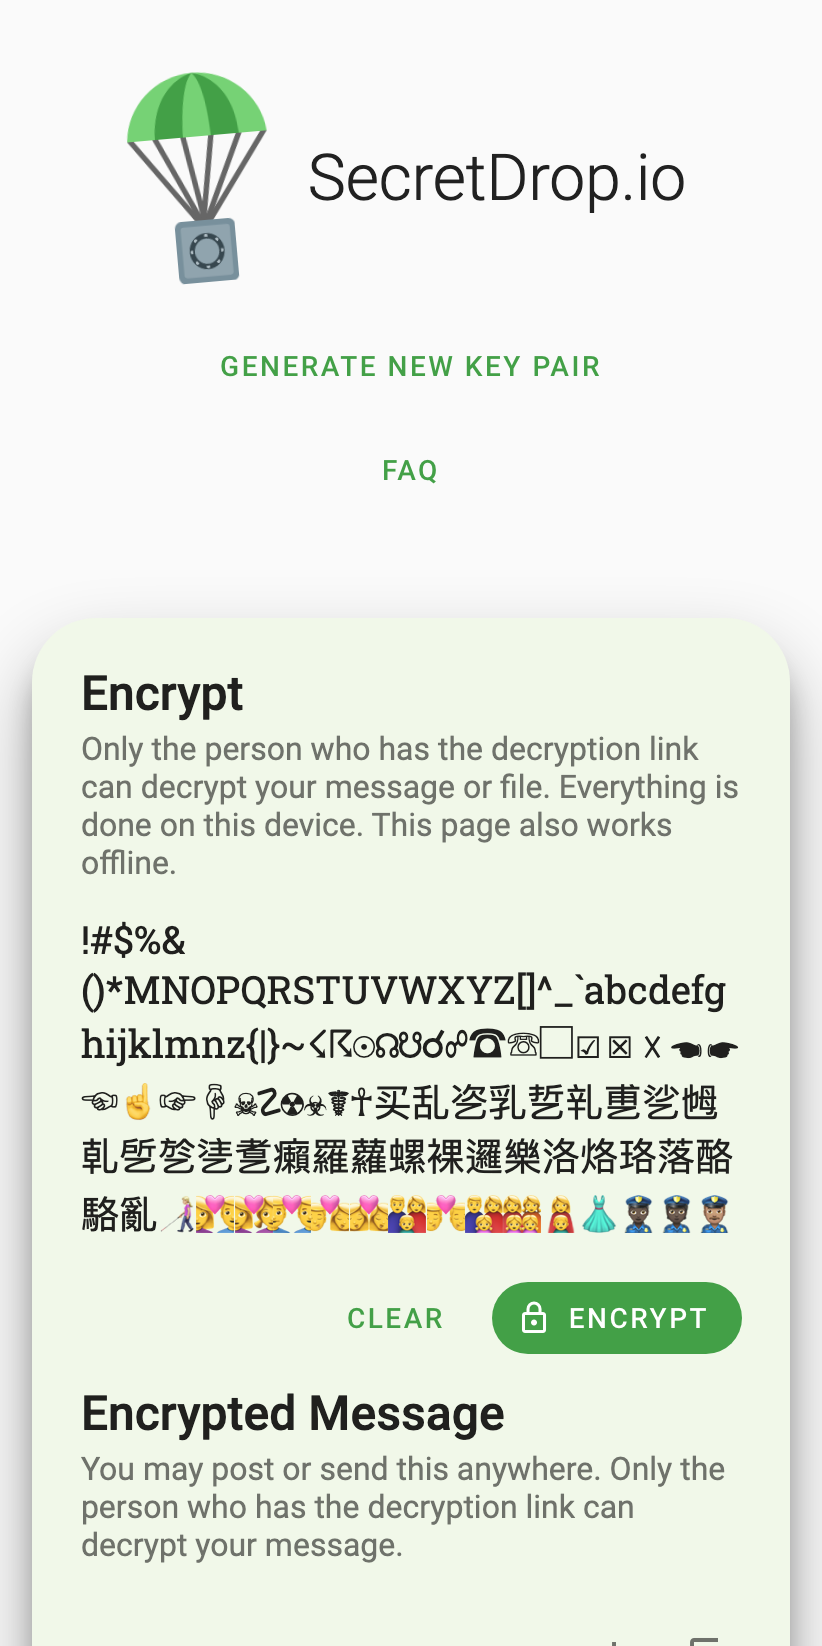 SecretDrop.io
GENERATE NEW KEY PAIR
FAQ
Encrypt
Only the person who has the decryption link
can decrypt your message or file. Everything is
done on this device. This page also works
offline.
!#$%&
()*MNOPQRSTUVWXYZ[]^_`abcdefg
hijklmnz{|}~☇☈☉☊☋☌☍☎☏☐☑☒☓☚☛
☜☝☞☟☠☡☢☣☤☥买乱乲乳乴乵乶乷乸
乹乺乻乼乽癩羅蘿螺裸邏樂洛烙珞落酪
駱亂
CLEAR
ENCRYPT
Encrypted Message
You may post or send this anywhere. Only the
person who has the decryption link can
decrypt your message.